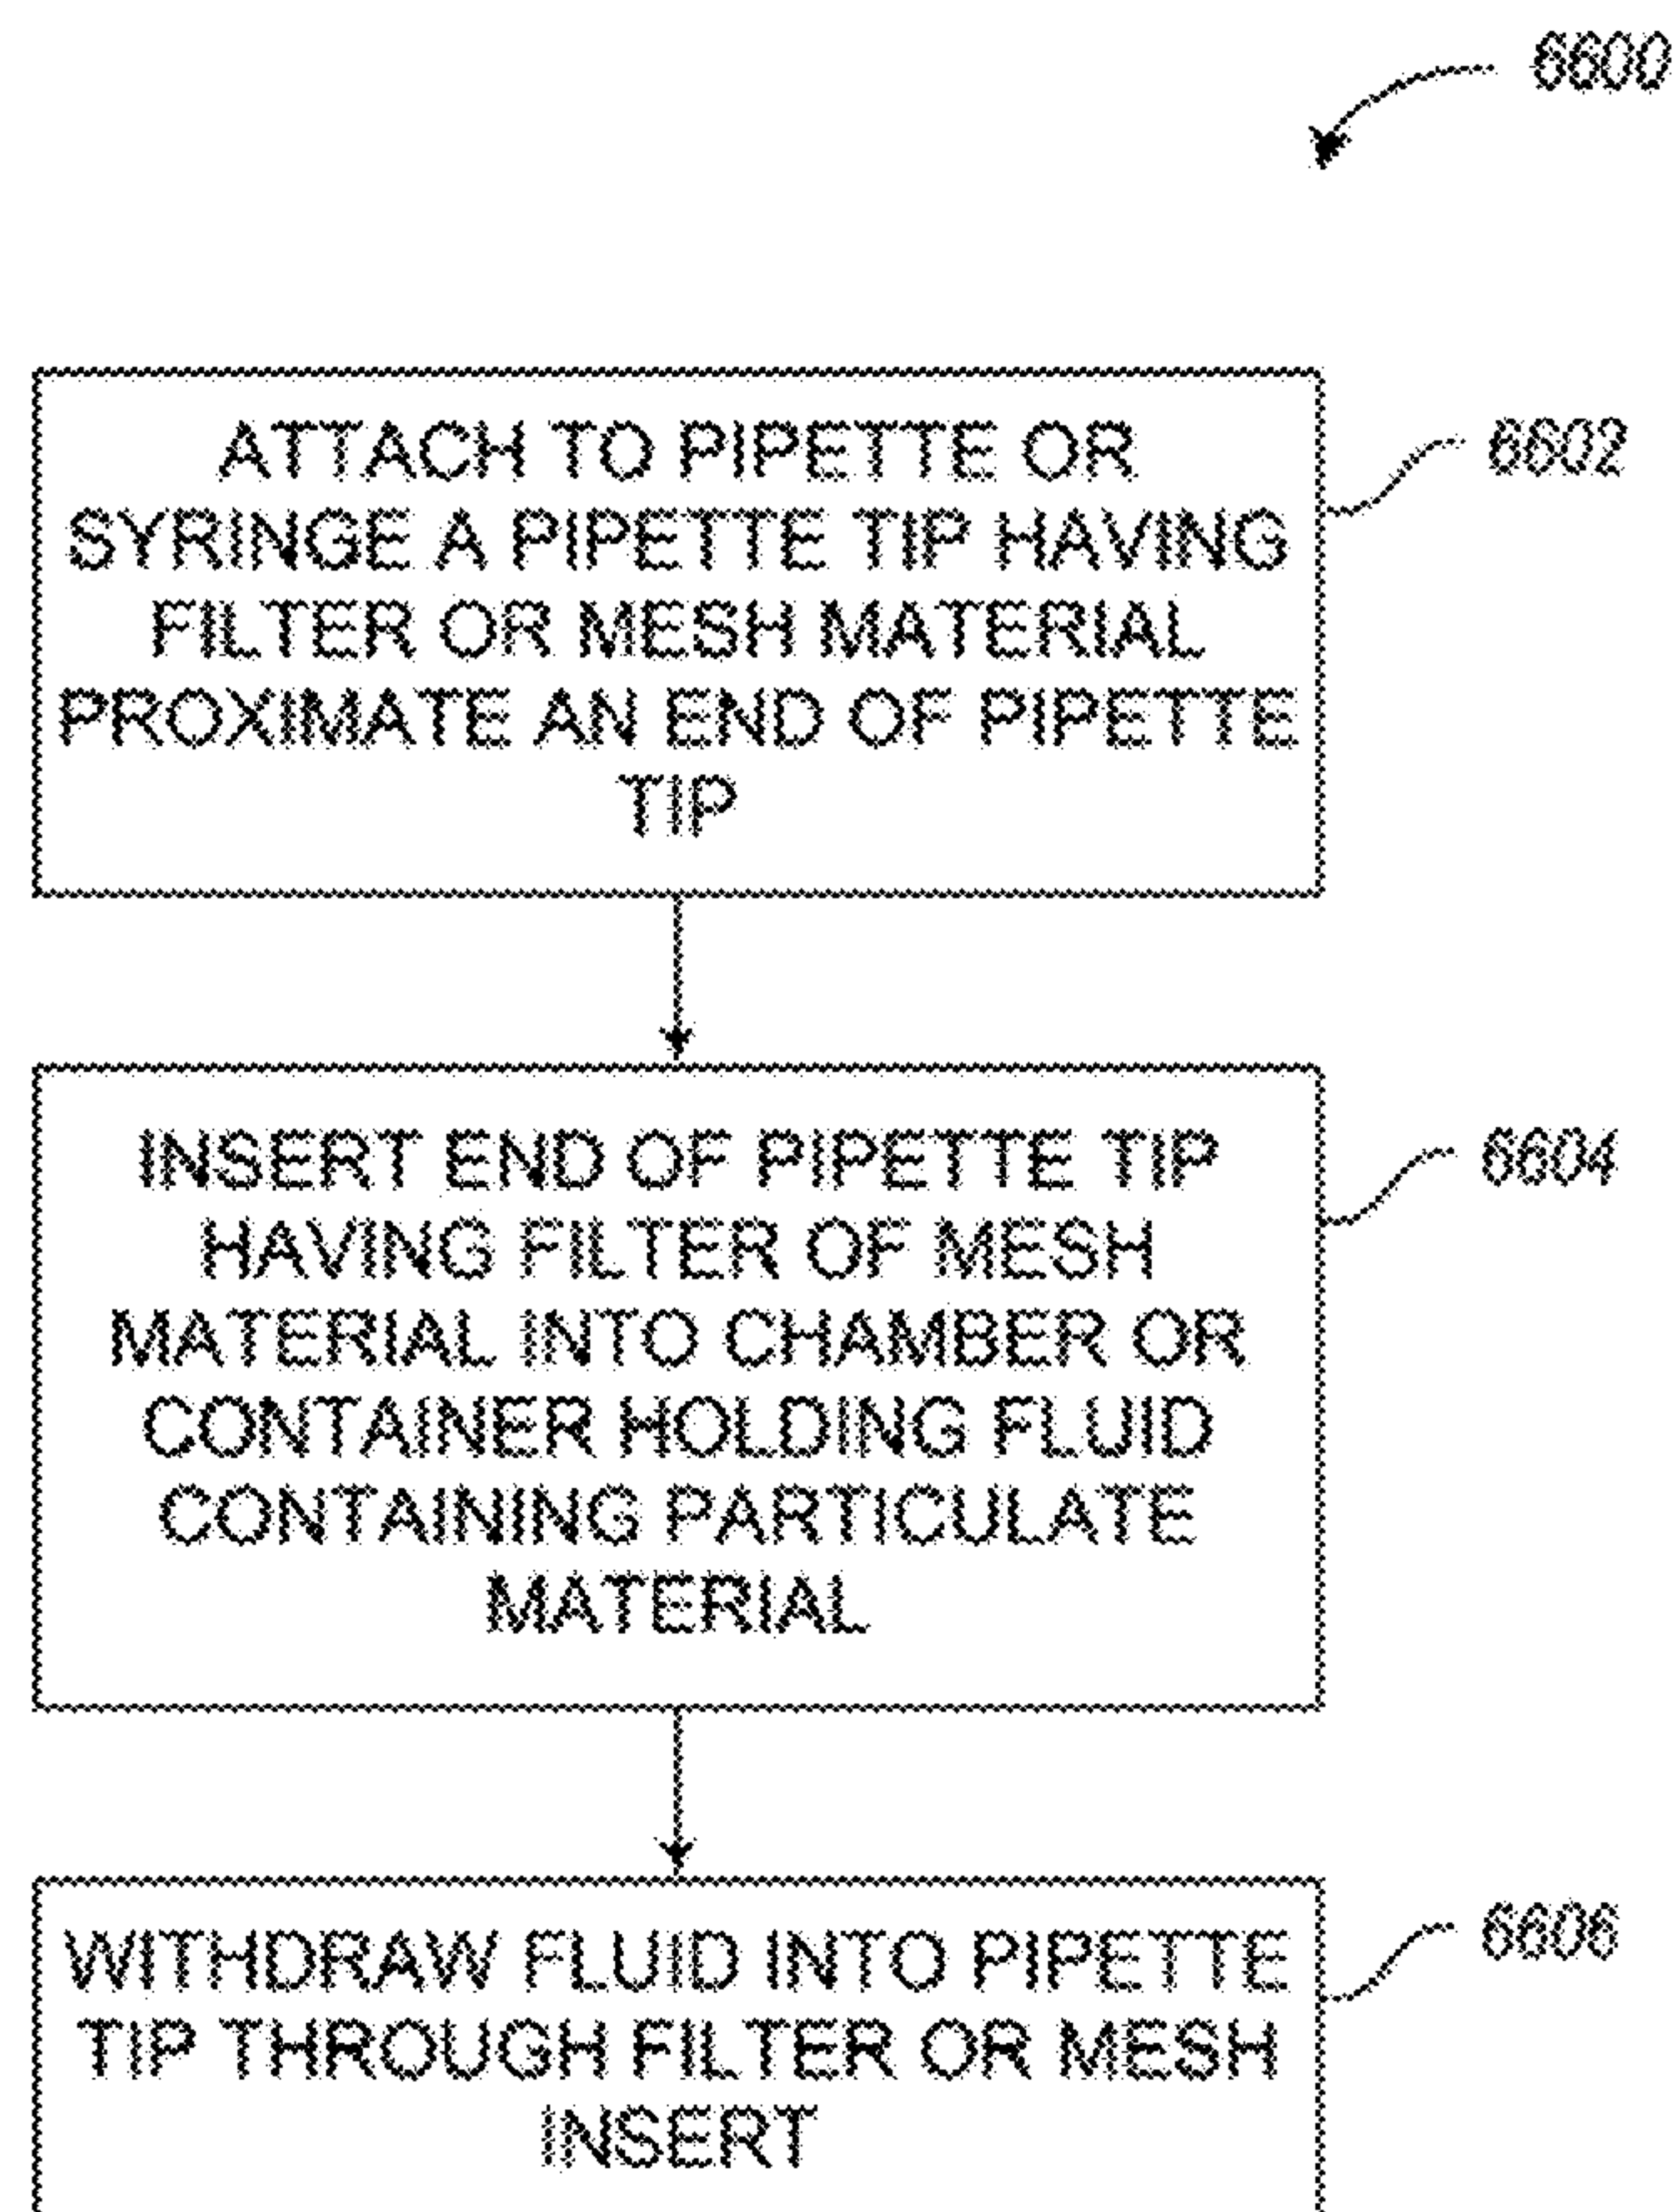 6600
ATTACH TO PIPETTE OR
SYRINGE A PIPETTE TIP HAVING
FILTER OR MESH MATERIAL
PROXIMATE AN END OF PIPETTE
TIP
6602
INSERT END OF PIPETTE TIP
HAVING FILTER OF MESH
MATERIAL INTO CHAMBER OR
CONTAINER HOLDING FLUID
CONTAINING PARTICULATE
MATERIAL
6604
WITHDRAW FLUID INTO PIPETTE
TIP THROUGH FILTER OR MESH
INSERT
6606